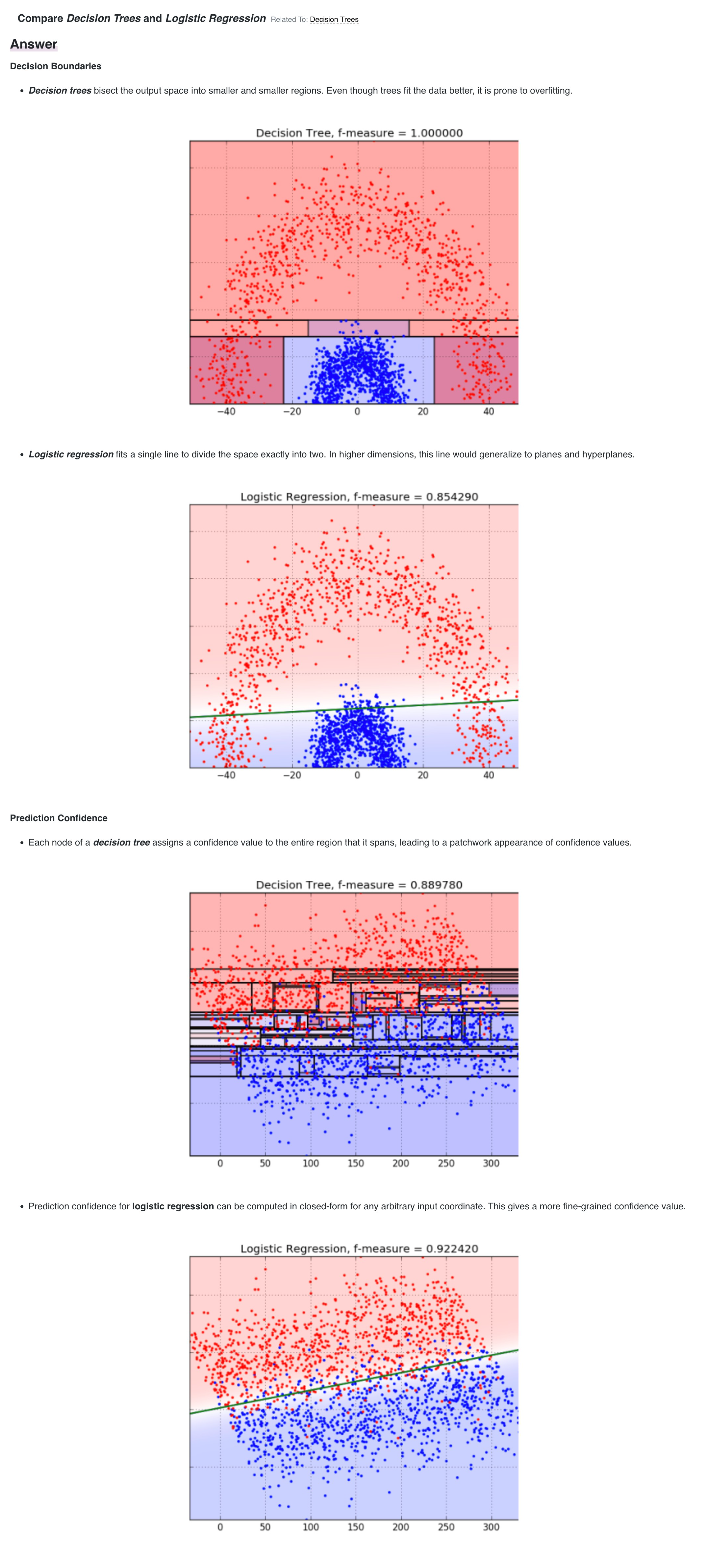 Compare Decision Trees and Logistic Regression Related To: Decision Trees
Answer
Decision Boundaries
• Decision trees bisect the output space into smaller and smaller regions. Even though trees fit the data better, it is prone to overfitting.
Decision Tree, f-measure = 1.000000
−40 −20 0 20 40
• Logistic regression fits a single line to divide the space exactly into two. In higher dimensions, this line would generalize to planes and hyperplanes.
Logistic Regression, f-measure = 0.854290
−40 −20 0 20 40
Prediction Confidence
• Each node of a decision tree assigns a confidence value to the entire region that it spans, leading to a patchwork appearance of confidence values.
Decision Tree, f-measure = 0.889780
0 50 100 150 200 250 300
• Prediction confidence for logistic regression can be computed in closed-form for any arbitrary input coordinate. This gives a more fine-grained confidence value.
Logistic Regression, f-measure = 0.922420
0 50 100 150 200 250 300